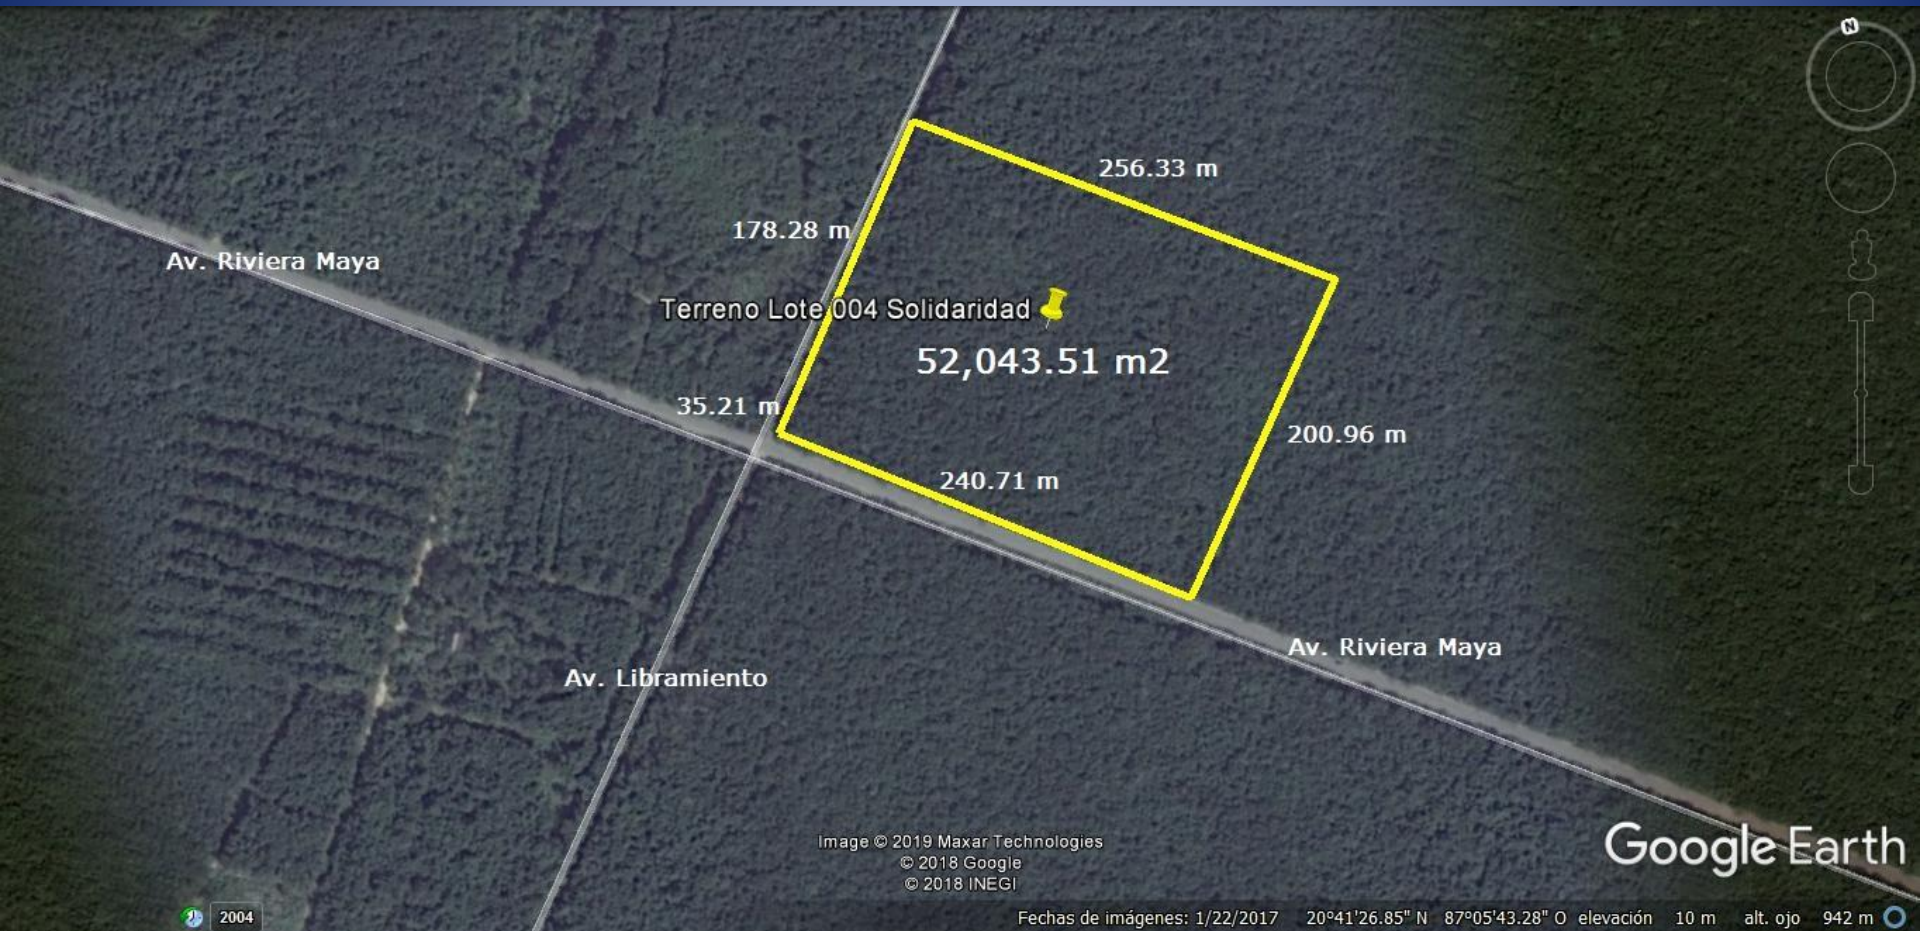 N
256.33 m
178.28 m
Av. Riviera Maya
Terreno Lote 004 Solidaridad
52,043.51 m2
35.21 m
200.96 m
240.71 m
Av. Riviera Maya
Av. Libramiento
Image © 2019 Maxar Technologies
© 2018 Google
© 2018 INEGI
Google Earth
2004
Fechas de imágenes: 1/22/2017 20°41'26.85" N 87°05'43.28" O elevación 10 m alt. ojo 942 m